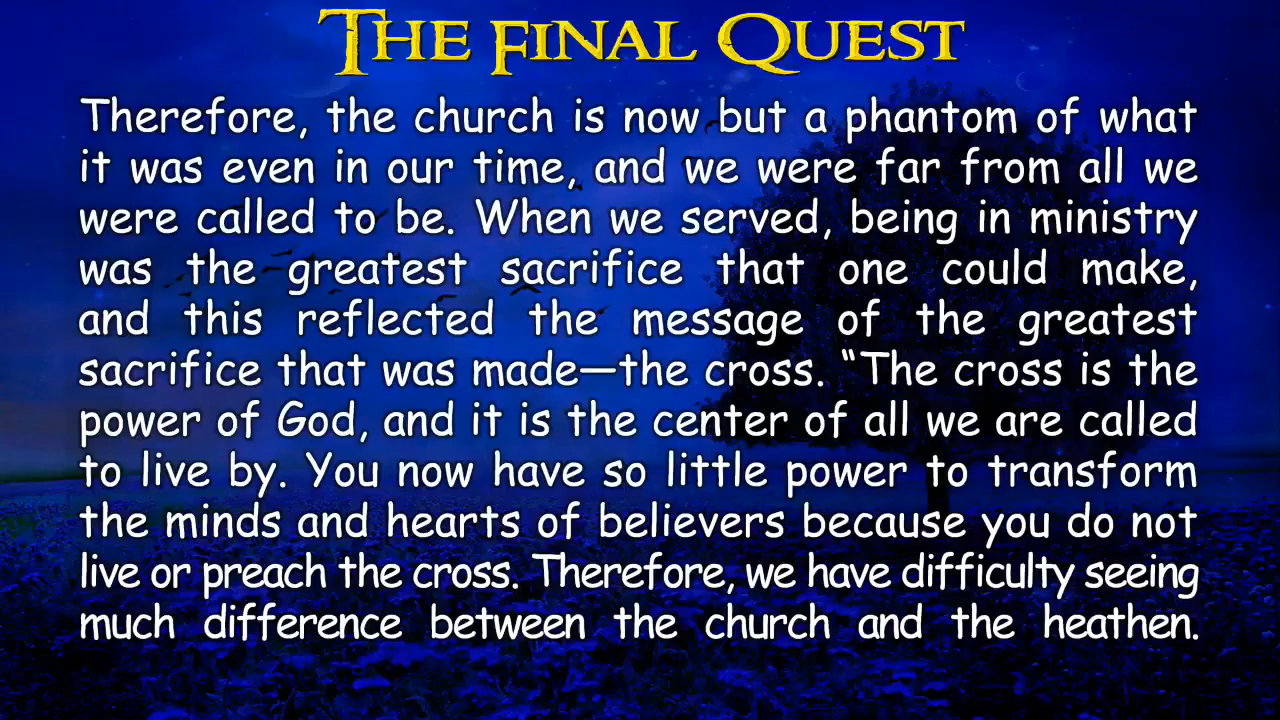 The Final Quest
Therefore, the church is now but a phantom of what
it was even in our time, and we were far from all we
were called to be. When we served, being in ministry
was the greatest sacrifice that one could make,
and this reflected the message of the greatest
sacrifice that was made—the cross. “The cross is the
power of God, and it is the center of all we are called
to live by. You now have so little power to transform
the minds and hearts of believers because you do not
live or preach the cross. Therefore, we have difficulty seeing
much difference between the church and the heathen.